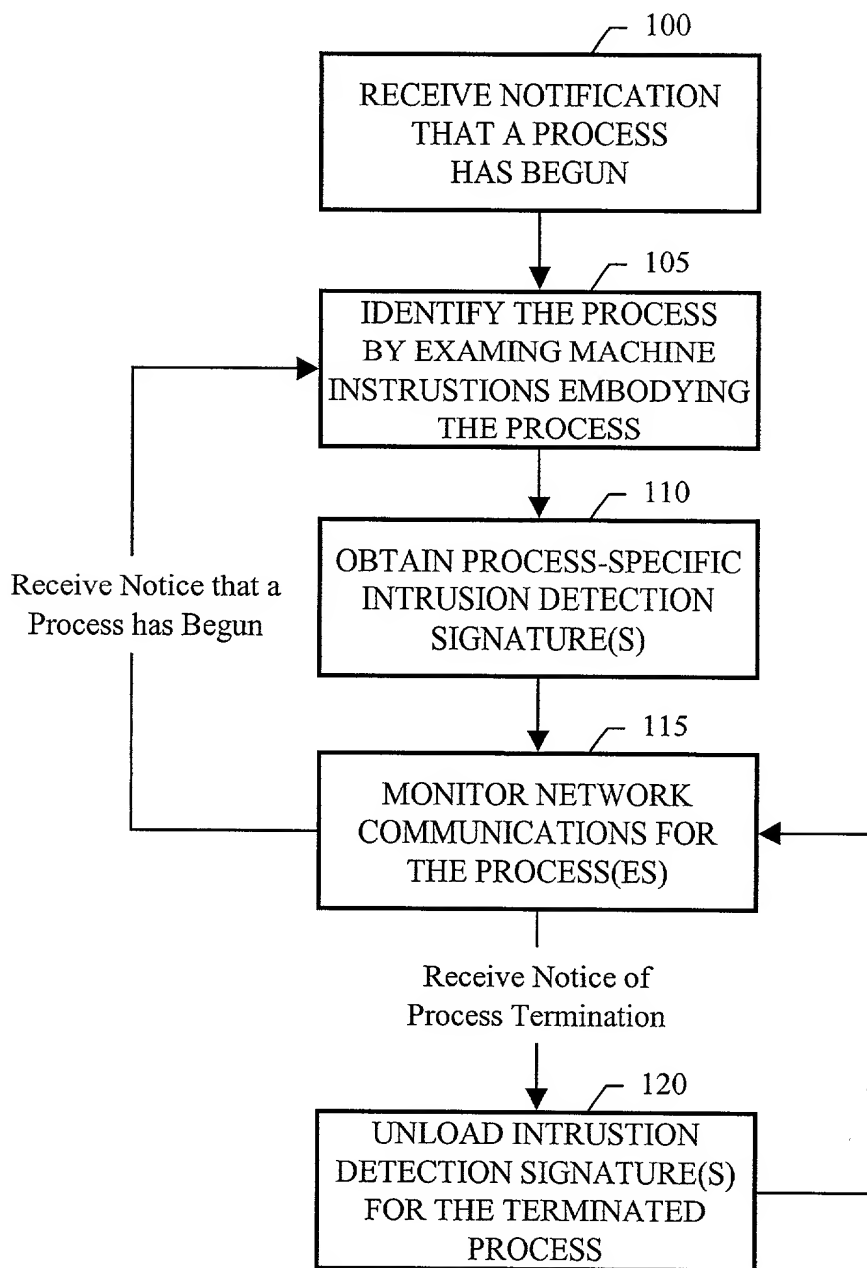 100
RECEIVE NOTIFICATION
THAT A PROCESS
HAS BEGUN
105
IDENTIFY THE PROCESS
BY EXAMING MACHINE
INSTRUSTIONS EMBODYING
THE PROCESS
110
OBTAIN PROCESS-SPECIFIC
INTRUSION DETECTION
SIGNATURE(S)
Receive Notice that a
Process has Begun
115
MONITOR NETWORK
COMMUNICATIONS FOR
THE PROCESS(ES)
Receive Notice of
Process Termination
120
UNLOAD INTRUSTION
DETECTION SIGNATURE(S)
FOR THE TERMINATED
PROCESS